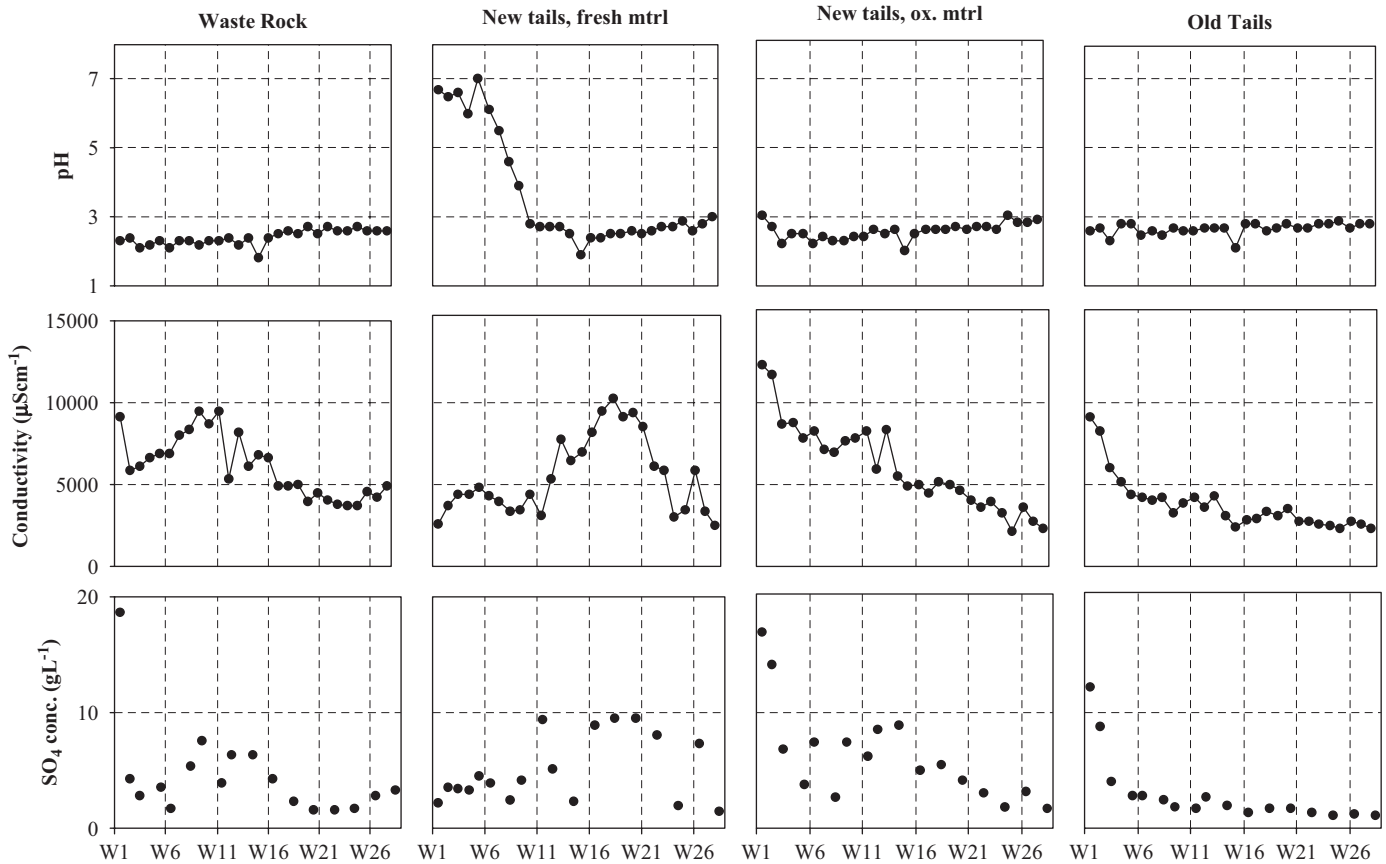 Waste Rock
New tails, fresh mtrl
New tails, ox. mtrl
Old Tails
pH
7
5
3
1
Conductivity (µScm⁻¹)
15000
10000
5000
0
SO₄ conc. (gL⁻¹)
20
10
0
W1 W6 W11 W16 W21 W26
W1 W6 W11 W16 W21 W26
W1 W6 W11 W16 W21 W26
W1 W6 W11 W16 W21 W26